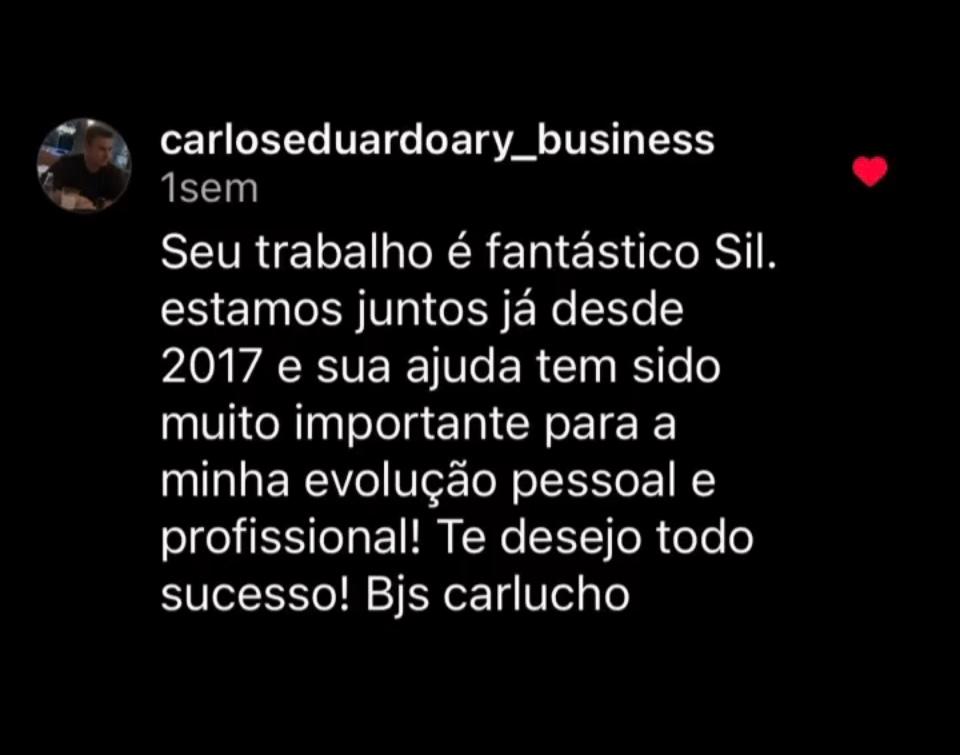 carloseduardoary_business
1sem
Seu trabalho é fantástico Sil.
estamos juntos já desde
2017 e sua ajuda tem sido
muito importante para a
minha evolução pessoal e
profissional! Te desejo todo
sucesso! Bjs carlucho